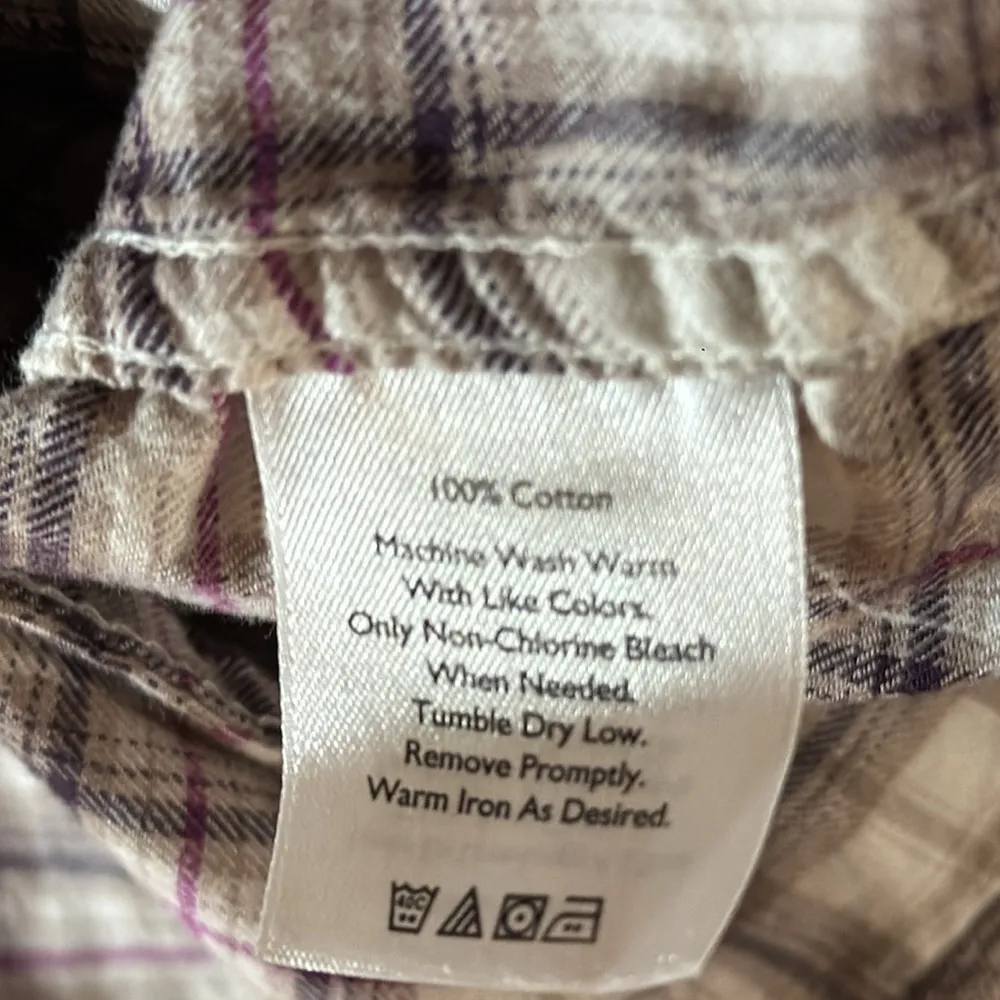 100% Cotton
Machine Wash Warm
With Like Colors.
Only Non-Chlorine Bleach
When Needed.
Tumble Dry Low.
Remove Promptly.
Warm Iron As Desired.
40C